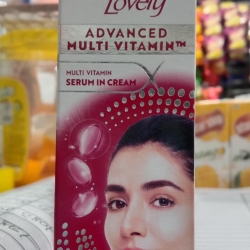 Lovely
ADVANCED
MULTI VITAMIN™
MULTI VITAMIN
SERUM IN CREAM